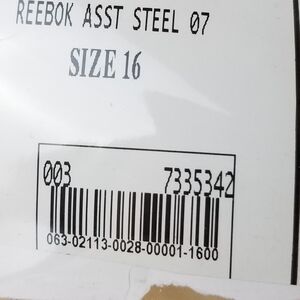 REEBOK ASST STEEL 07
SIZE 16
003 7335342
063-02113-0028-00001-1600